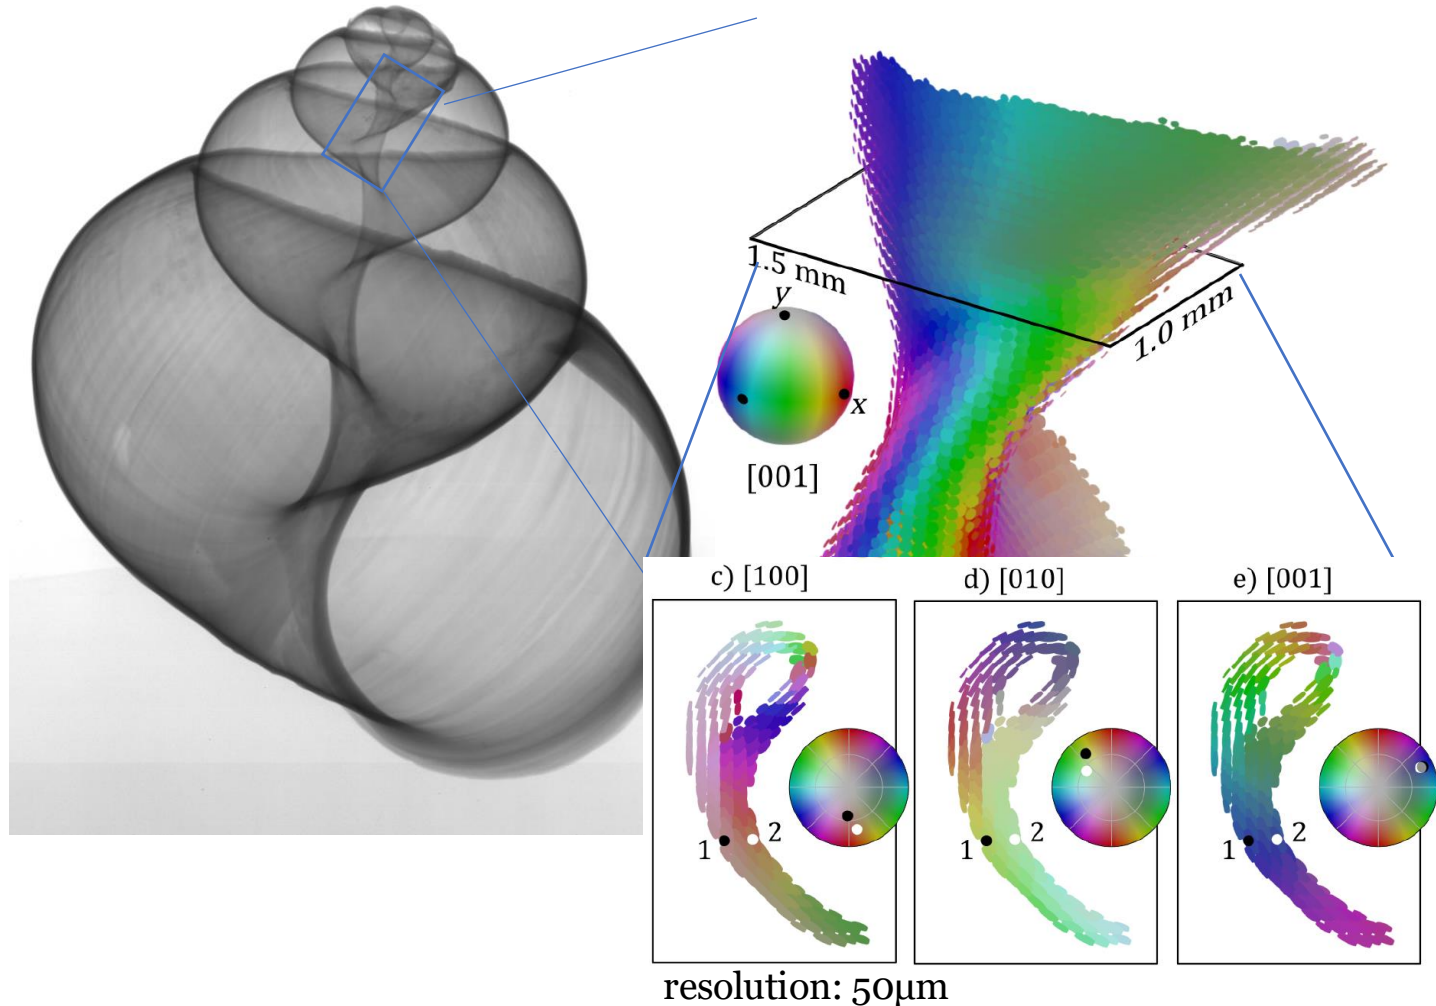 1.5 mm
1.0 mm
y
x
[001]
c) [100]
d) [010]
e) [001]
1
2
1
2
1
2
resolution: 50µm